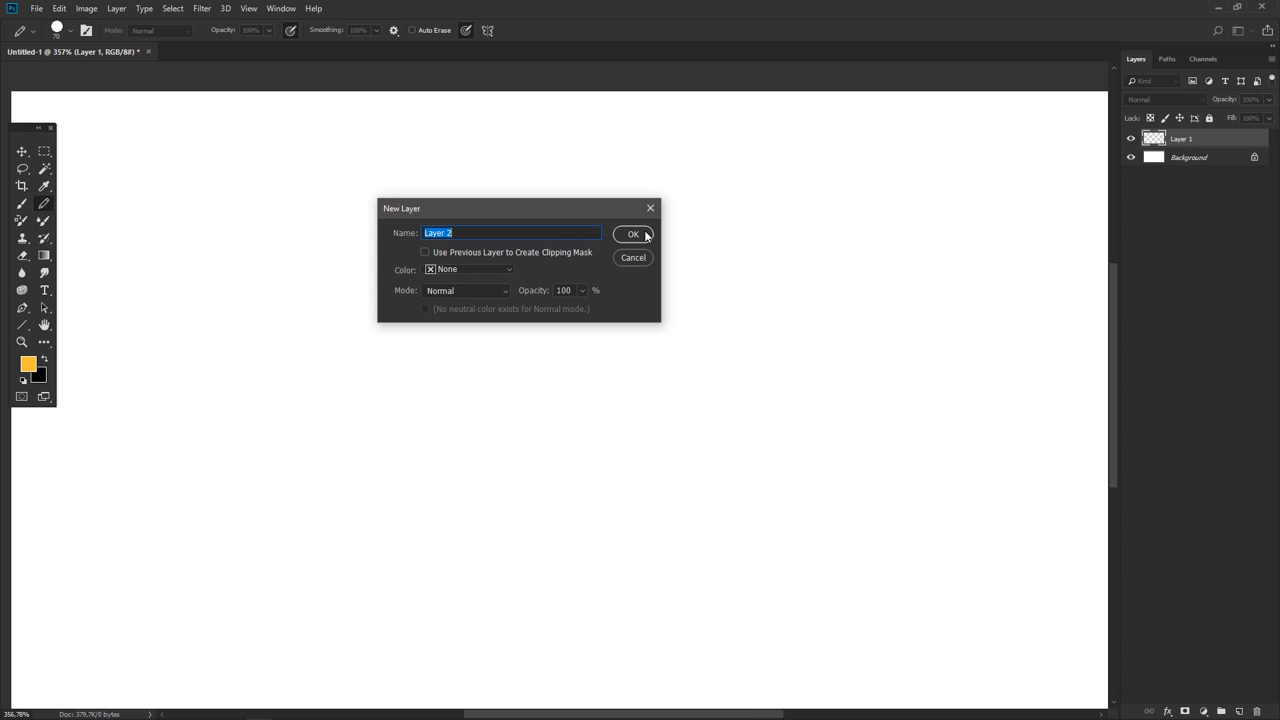 Ps File Edit Image Layer Type Select Filter 3D View Window Help
70 Mode: Normal Opacity: 100% Smoothing: 100% Auto Erase
Untitled-1 @ 357% (Layer 1, RGB/8#) *
Layers Paths Channels
Kind
Normal Opacity: 100%
Lock: Fill: 100%
Layer 1
Background
New Layer
Name: Layer 2
OK
Use Previous Layer to Create Clipping Mask
Cancel
Color: None
Mode: Normal Opacity: 100 %
(No neutral color exists for Normal mode.)
356,78% Doc: 379,7K/0 bytes